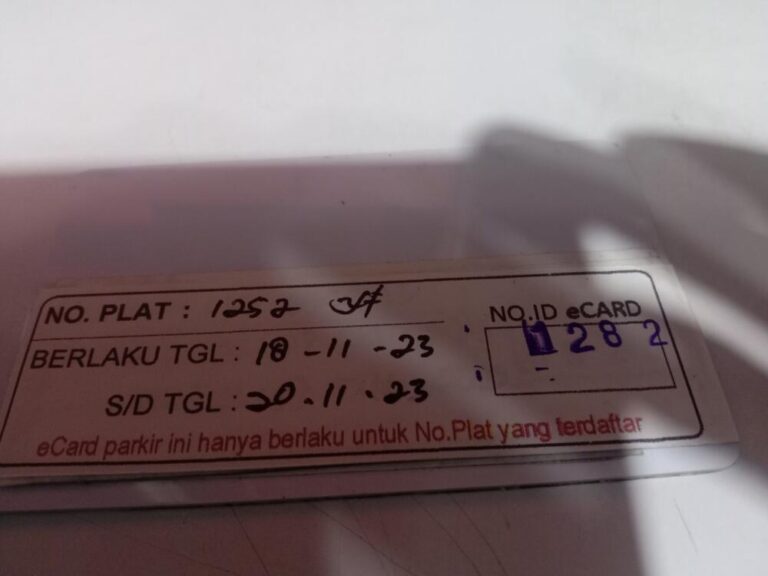 NO. PLAT : 1252
NO.ID eCARD
1282
BERLAKU TGL : 18 - 11 - 23
S/D TGL : 20 . 11 . 23
eCard parkir ini hanya berlaku untuk No.Plat yang terdaftar